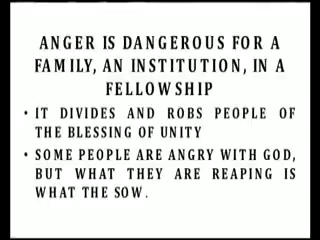 ANGER IS DANGEROUS FOR A
FAMILY, AN INSTITUTION, IN A
FELLOWSHIP
• IT DIVIDES AND ROBS PEOPLE OF
THE BLESSING OF UNITY
• SOME PEOPLE ARE ANGRY WITH GOD,
BUT WHAT THEY ARE REAPING IS
WHAT THE SOW.